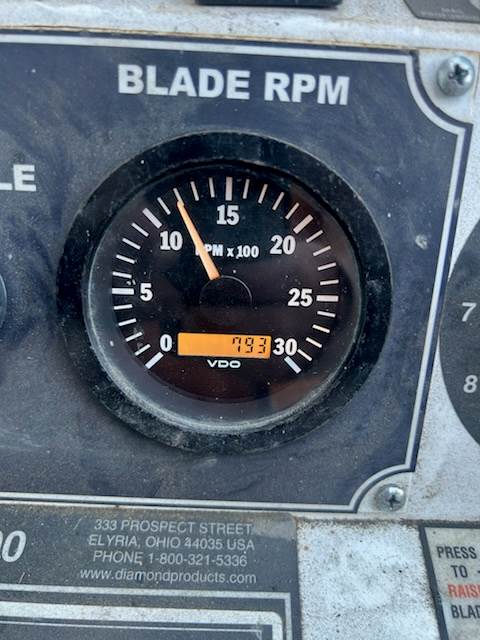 BLADE RPM
LE
15
10
20
RPM x 100
5
25
0
793
30
VDO
7
8
00
333 PROSPECT STREET
ELYRIA, OHIO 44035 USA
PHONE 1-800-321-5336
www.diamondproducts.com
PRESS
TO -
RAIS
BLAD